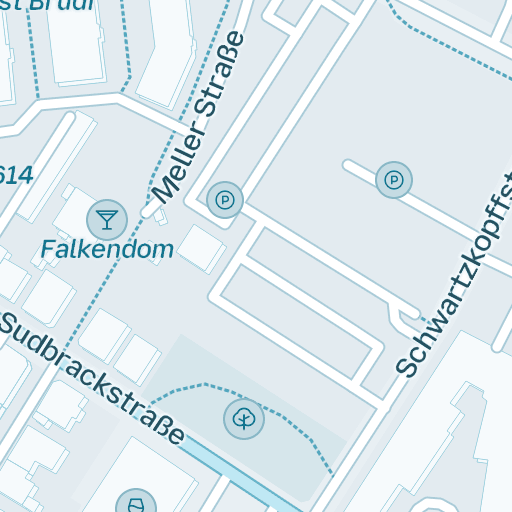 Meller Straße
614
P
P
Falkendom
Schwartzkopffst
Sudbrackstraße